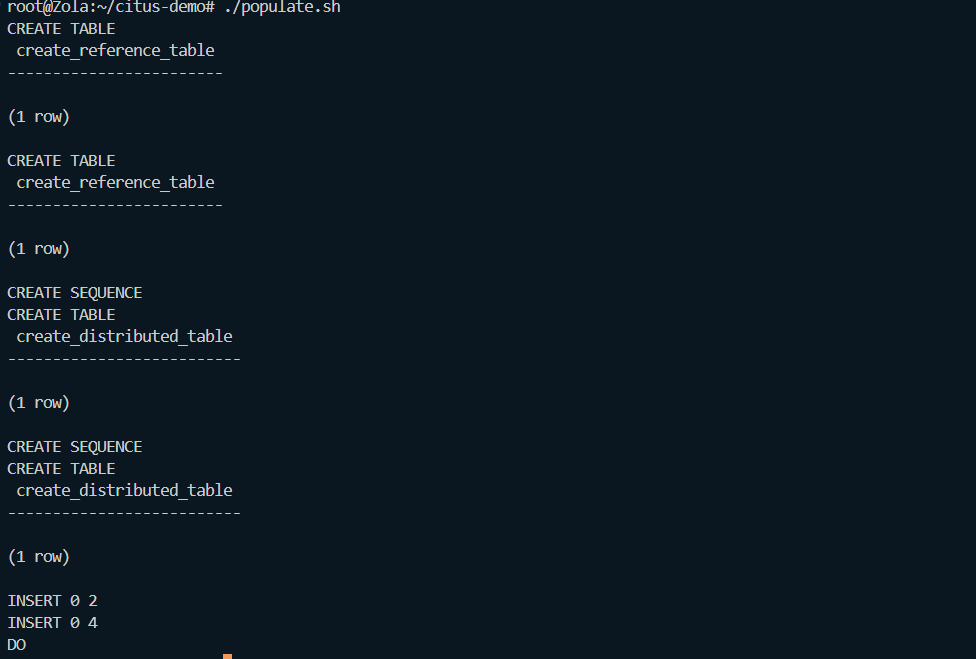 root@Zola:~/citus-demo# ./populate.sh
CREATE TABLE
 create_reference_table
------------------------
(1 row)
CREATE TABLE
 create_reference_table
------------------------
(1 row)
CREATE SEQUENCE
CREATE TABLE
 create_distributed_table
--------------------------
(1 row)
CREATE SEQUENCE
CREATE TABLE
 create_distributed_table
--------------------------
(1 row)
INSERT 0 2
INSERT 0 4
DO